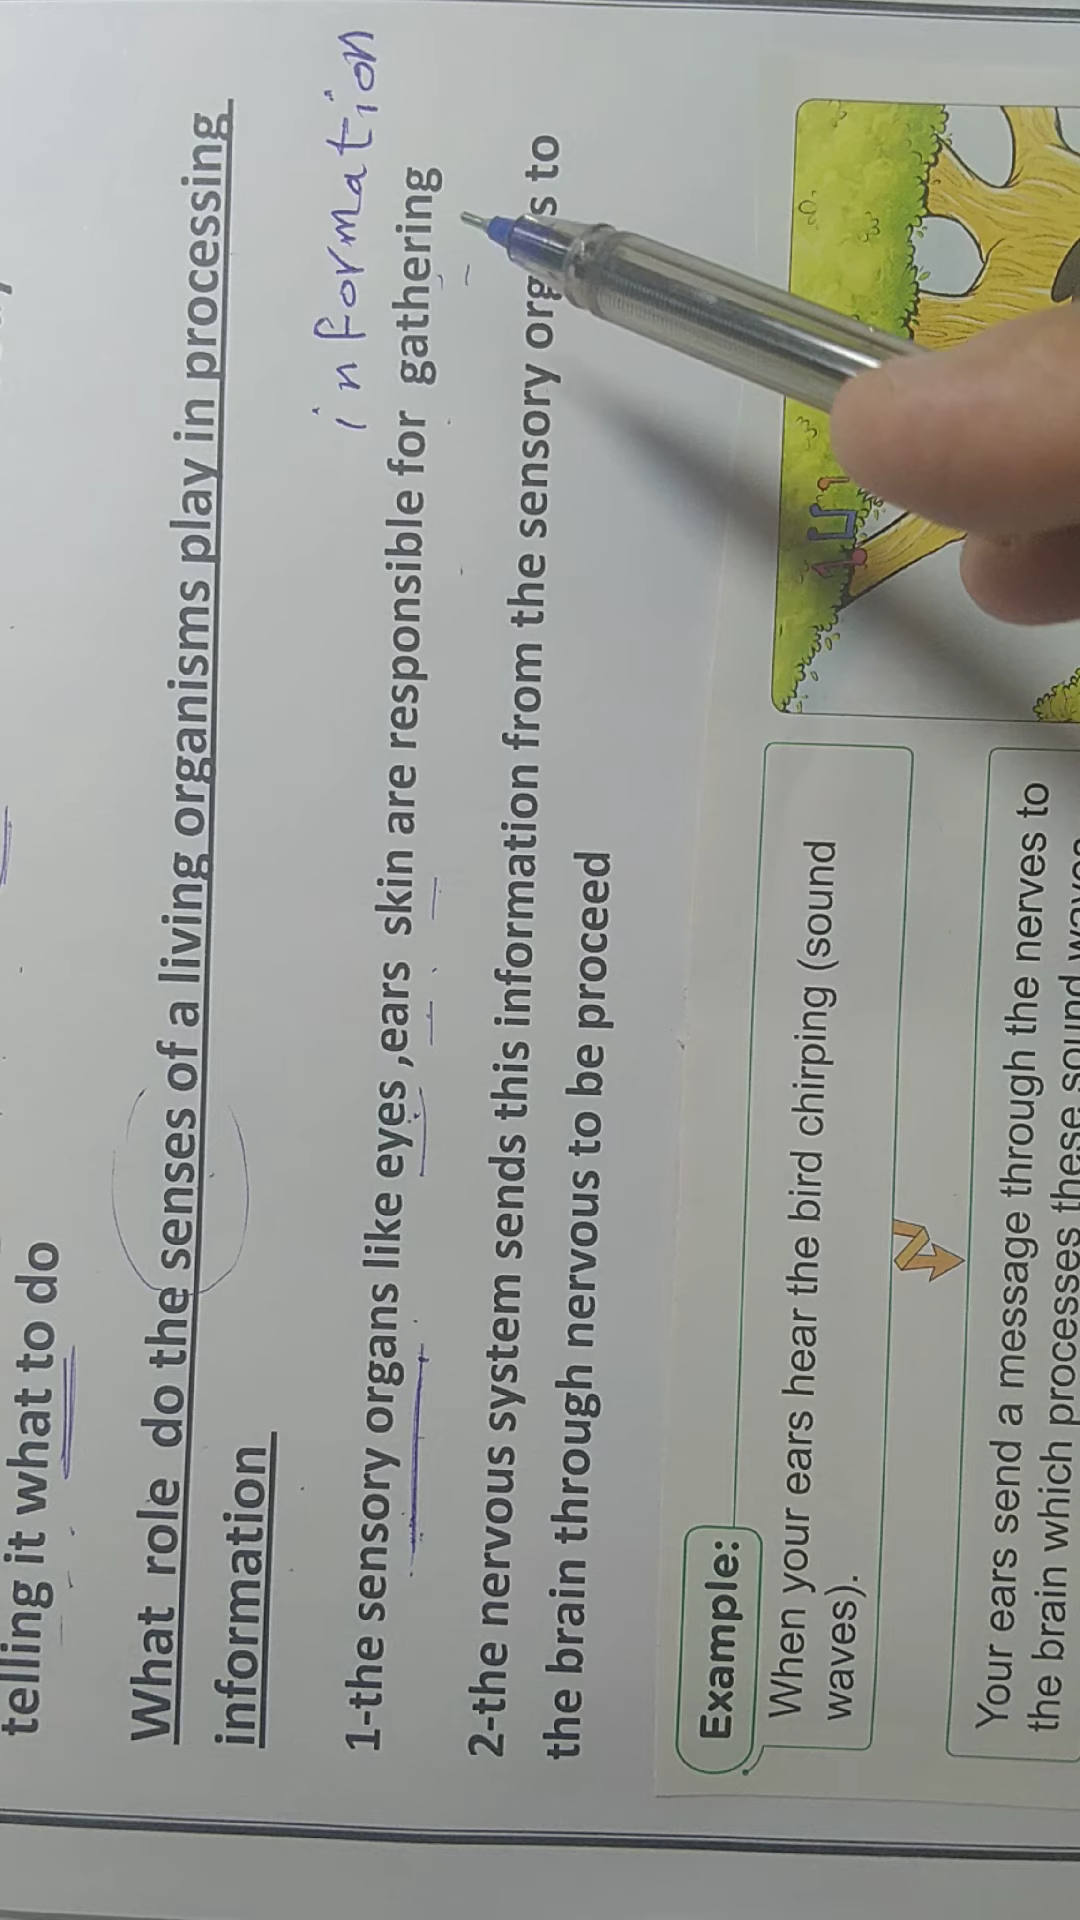 telling it what to do
What role do the senses of a living organisms play in processing
information
information
1-the sensory organs like eyes ,ears skin are responsible for gathering
2-the nervous system sends this information from the sensory to
the brain through nervous to be proceed
Example:
When your ears hear the bird chirping (sound
waves).
Your ears send a message through the nerves to
the brain which processes these sound waves